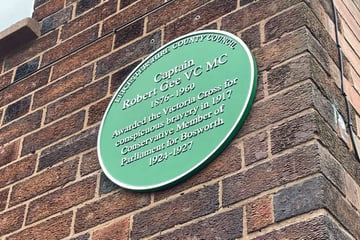 LEICESTERSHIRE COUNTY COUNCIL
Captain
Robert Gee VC MC
1876-1960
Awarded the Victoria Cross for
conspicuous bravery in 1917
Conservative Member of
Parliament for Bosworth
1924-1927